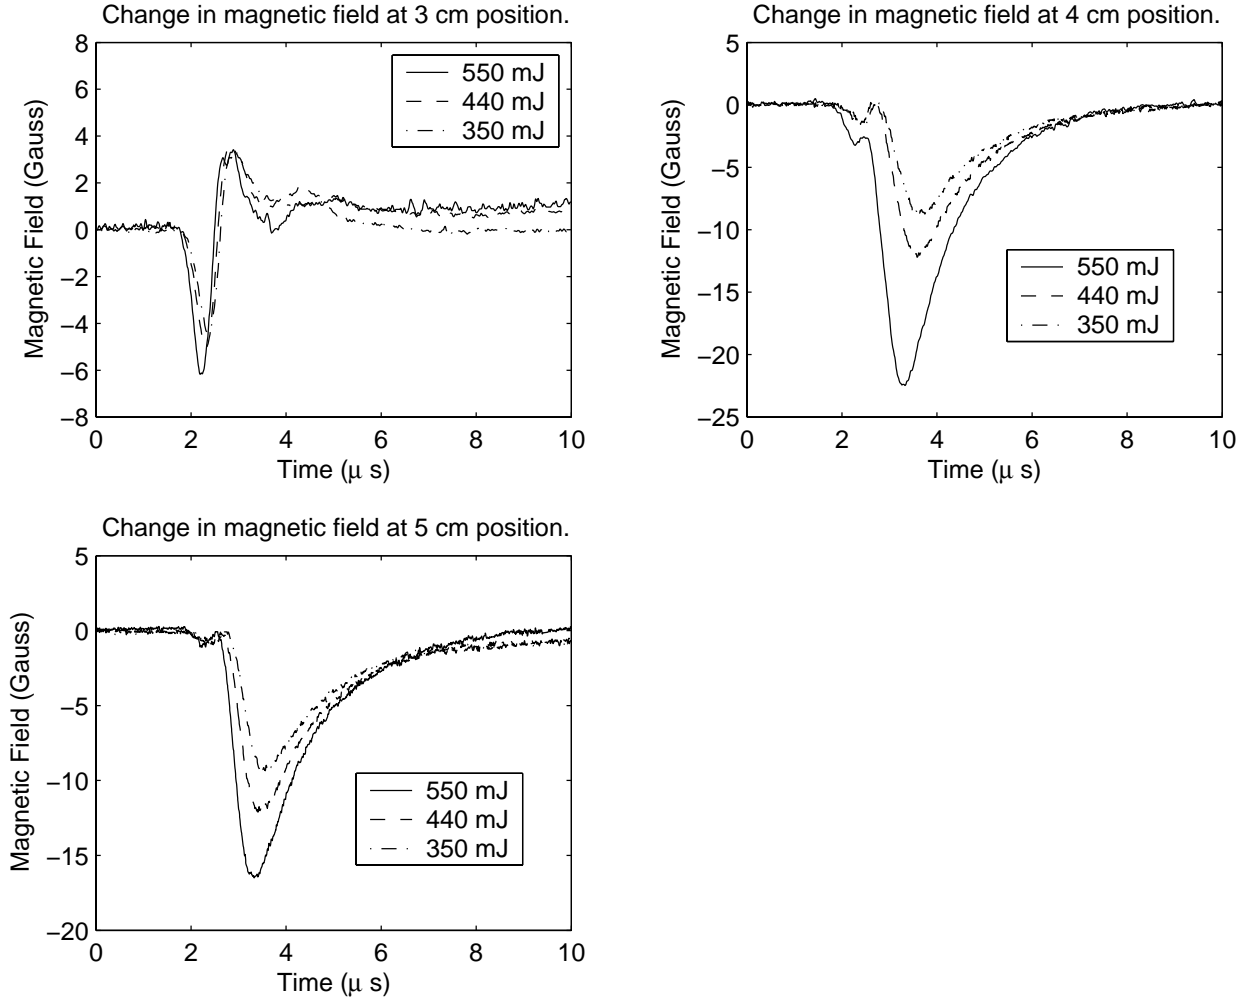 Change in magnetic field at 3 cm position.
8
6
4
2
0
−2
−4
−6
−8
Magnetic Field (Gauss)
550 mJ
440 mJ
350 mJ
0 2 4 6 8 10
Time (μ s)
Change in magnetic field at 4 cm position.
5
0
−5
−10
−15
−20
−25
Magnetic Field (Gauss)
550 mJ
440 mJ
350 mJ
0 2 4 6 8 10
Time (μ s)
Change in magnetic field at 5 cm position.
5
0
−5
−10
−15
−20
Magnetic Field (Gauss)
550 mJ
440 mJ
350 mJ
0 2 4 6 8 10
Time (μ s)